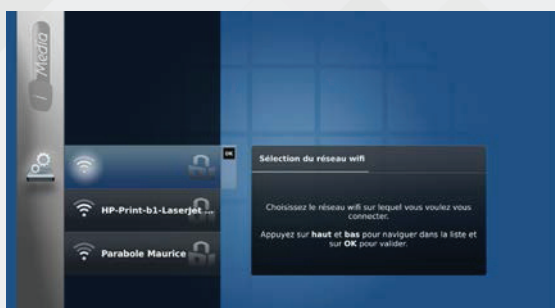 i Media
OK
HP-Print-b1-Laserjet ...
Parabole Maurice
Sélection du réseau wifi
Choisissez le réseau wifi sur lequel vous voulez vous
connecter.
Appuyez sur haut et bas pour naviguer dans la liste et
sur OK pour valider.